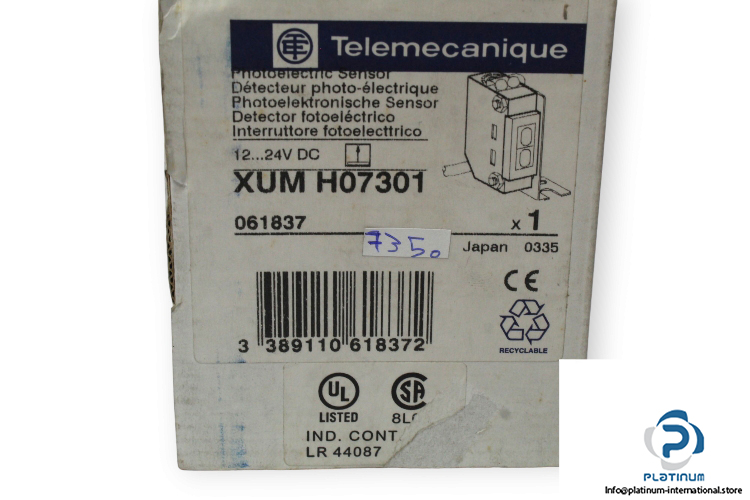 Telemecanique
Photoelectric Sensor
Détecteur photo-électrique
Photoelektronische Sensor
Detector fotoeléctrico
Interruttore fotoelecttrico
12...24V DC
XUM H07301
061837
x 1
7350
Japan 0335
CE
3 389110 618372
RECYCLABLE
UL
LISTED
SA
IND. CONT.
LR 44087
PLATINUM
Info@platinum-international.store